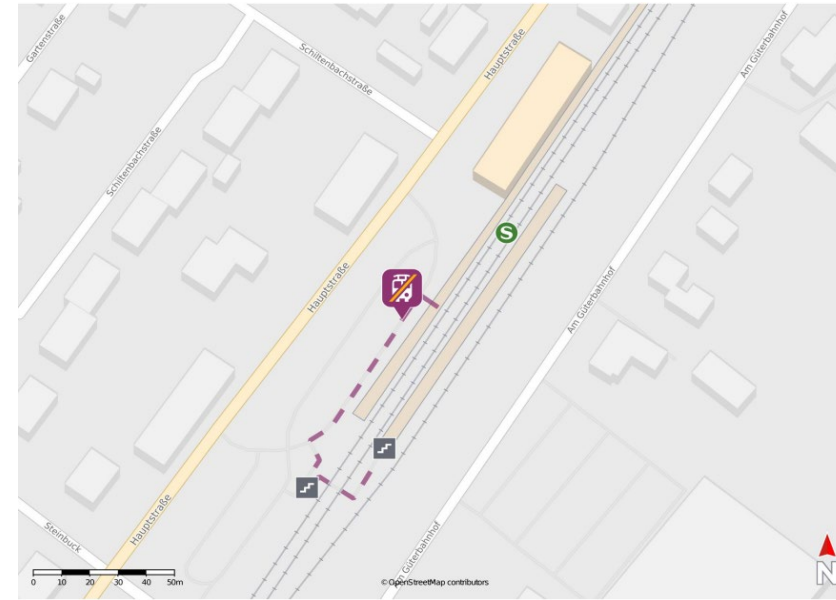 Gartenstraße
Schiltenbachstraße
Hauptstraße
Am Güterbahnhof
Schiltenbachstraße
S
Hauptstraße
Am Güterbahnhof
Hauptstraße
Steinbuck
Am Güterbahnhof
0 10 20 30 40 50m
©OpenStreetMap contributors
N